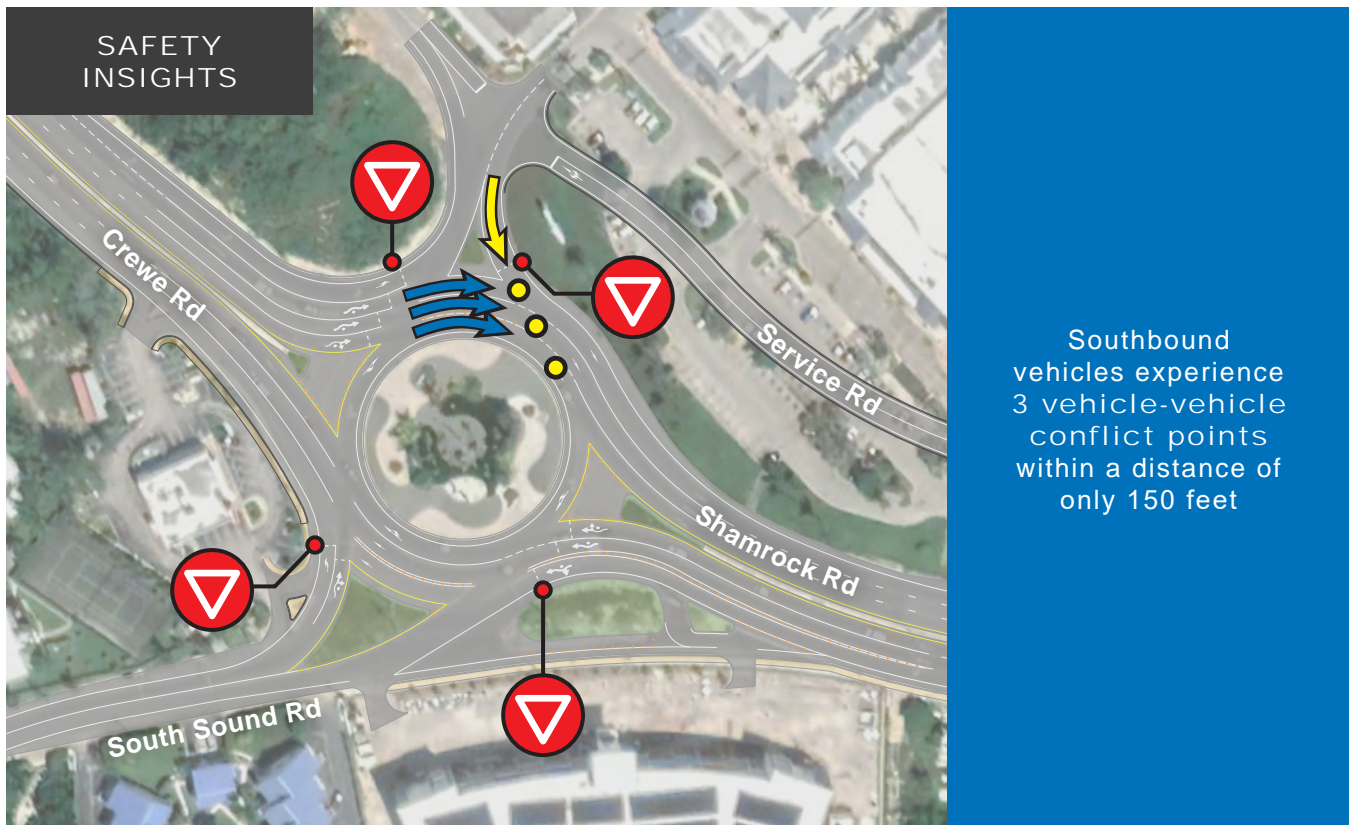 SAFETY
INSIGHTS
Crewe Rd
Service Rd
Shamrock Rd
South Sound Rd
Southbound
vehicles experience
3 vehicle-vehicle
conflict points
within a distance of
only 150 feet